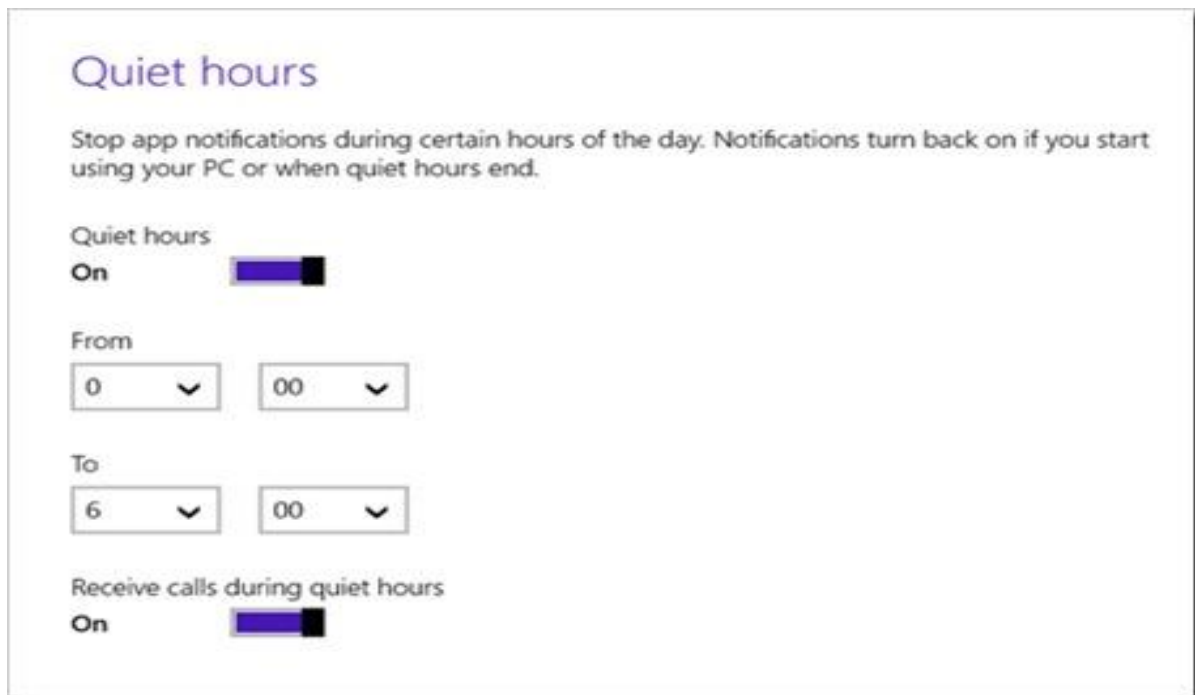 Quiet hours
Stop app notifications during certain hours of the day. Notifications turn back on if you start
using your PC or when quiet hours end.
Quiet hours
On
From
0 00
To
6 00
Receive calls during quiet hours
On